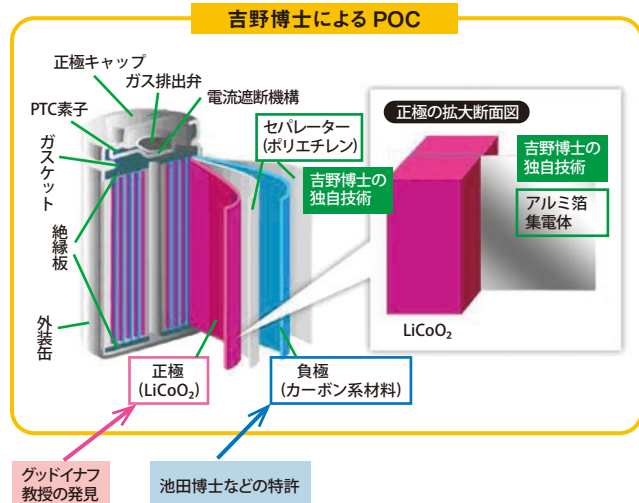 吉野博士による POC
正極キャップ
ガス排出弁
電流遮断機構
PTC素子
ガスケット
絶縁板
外装缶
セパレーター
(ポリエチレン)
吉野博士の
独自技術
正極
(LiCoO₂)
負極
(カーボン系材料)
正極の拡大断面図
吉野博士の
独自技術
アルミ箔
集電体
LiCoO₂
グッドイナフ
教授の発見
池田博士などの特許